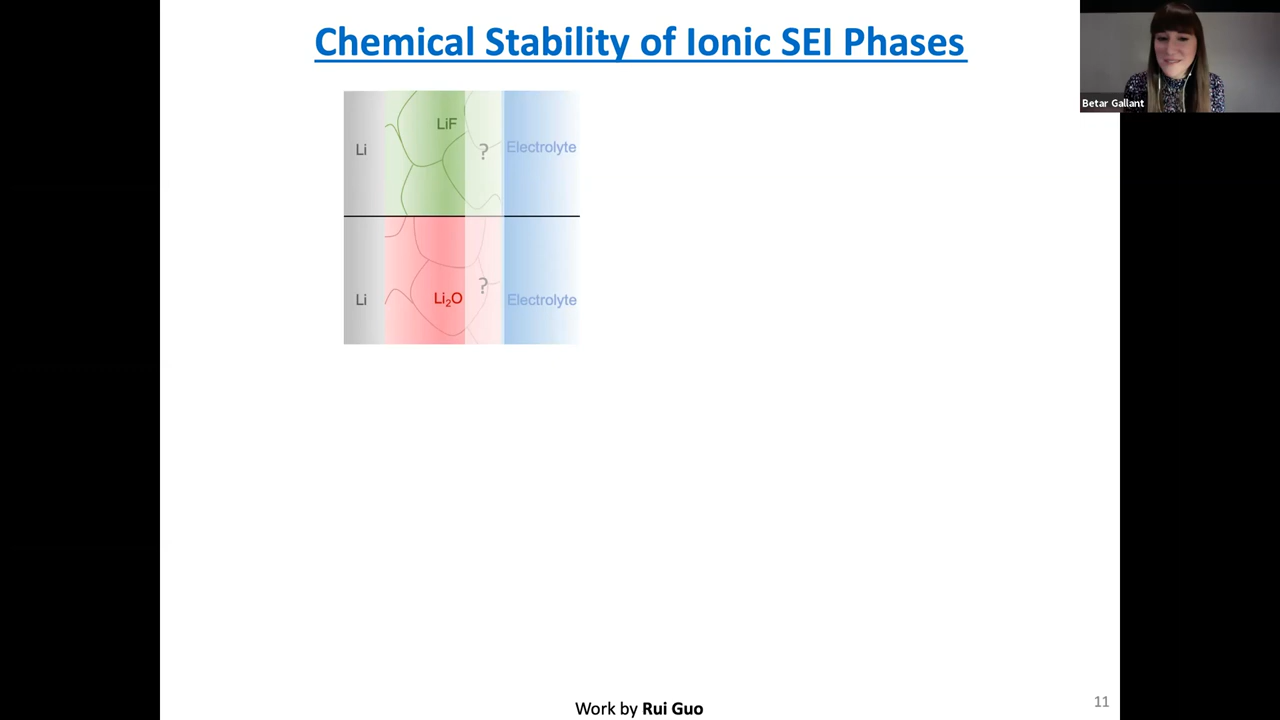 Chemical Stability of Ionic SEI Phases
Betar Gallant
LiF
Li
?
Electrolyte
Li
Li₂O
?
Electrolyte
Work by Rui Guo
11